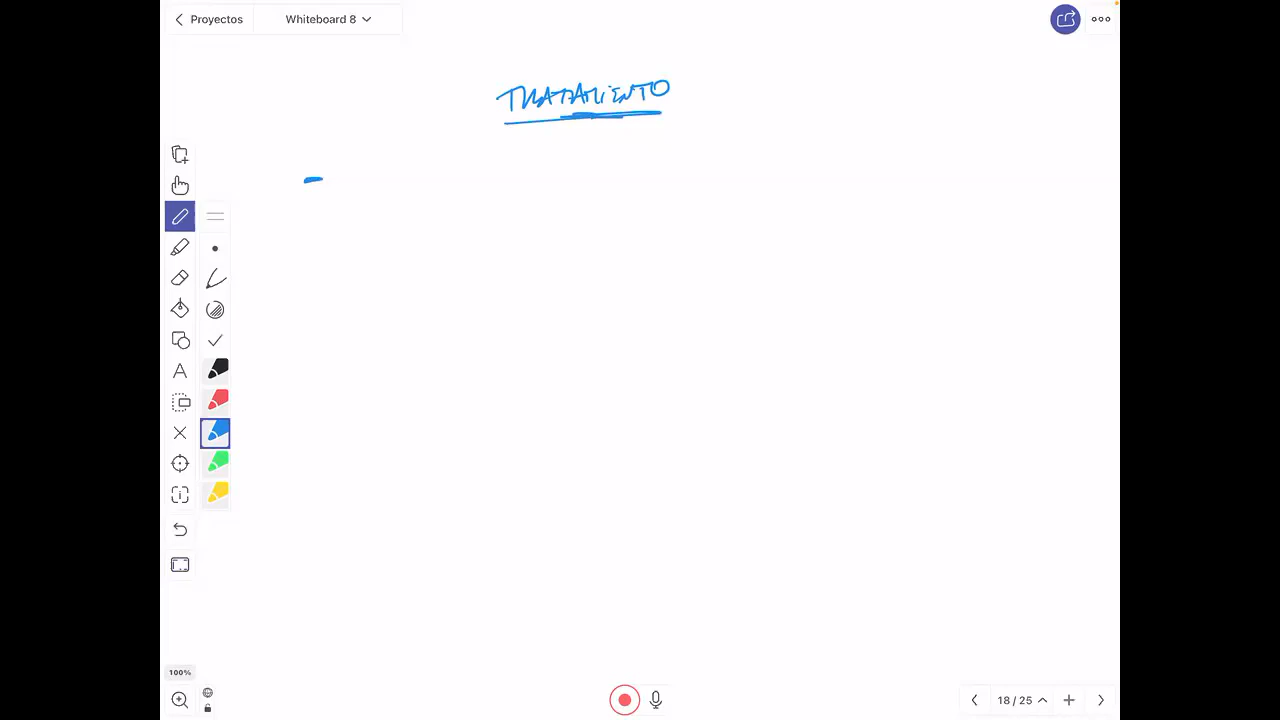 Proyectos
Whiteboard 8
TRATAMIENTO
-
A
100%
18 / 25